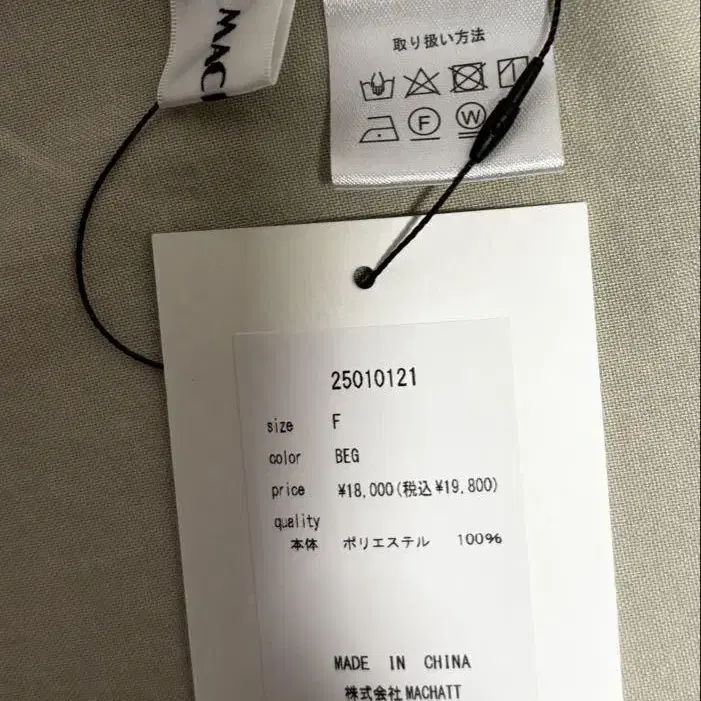 MAC
取り扱い方法
F
W
25010121
size F
color BEG
price ¥18,000(税込¥19,800)
quality
本体 ポリエステル 100%
MADE IN CHINA
株式会社MACHATT